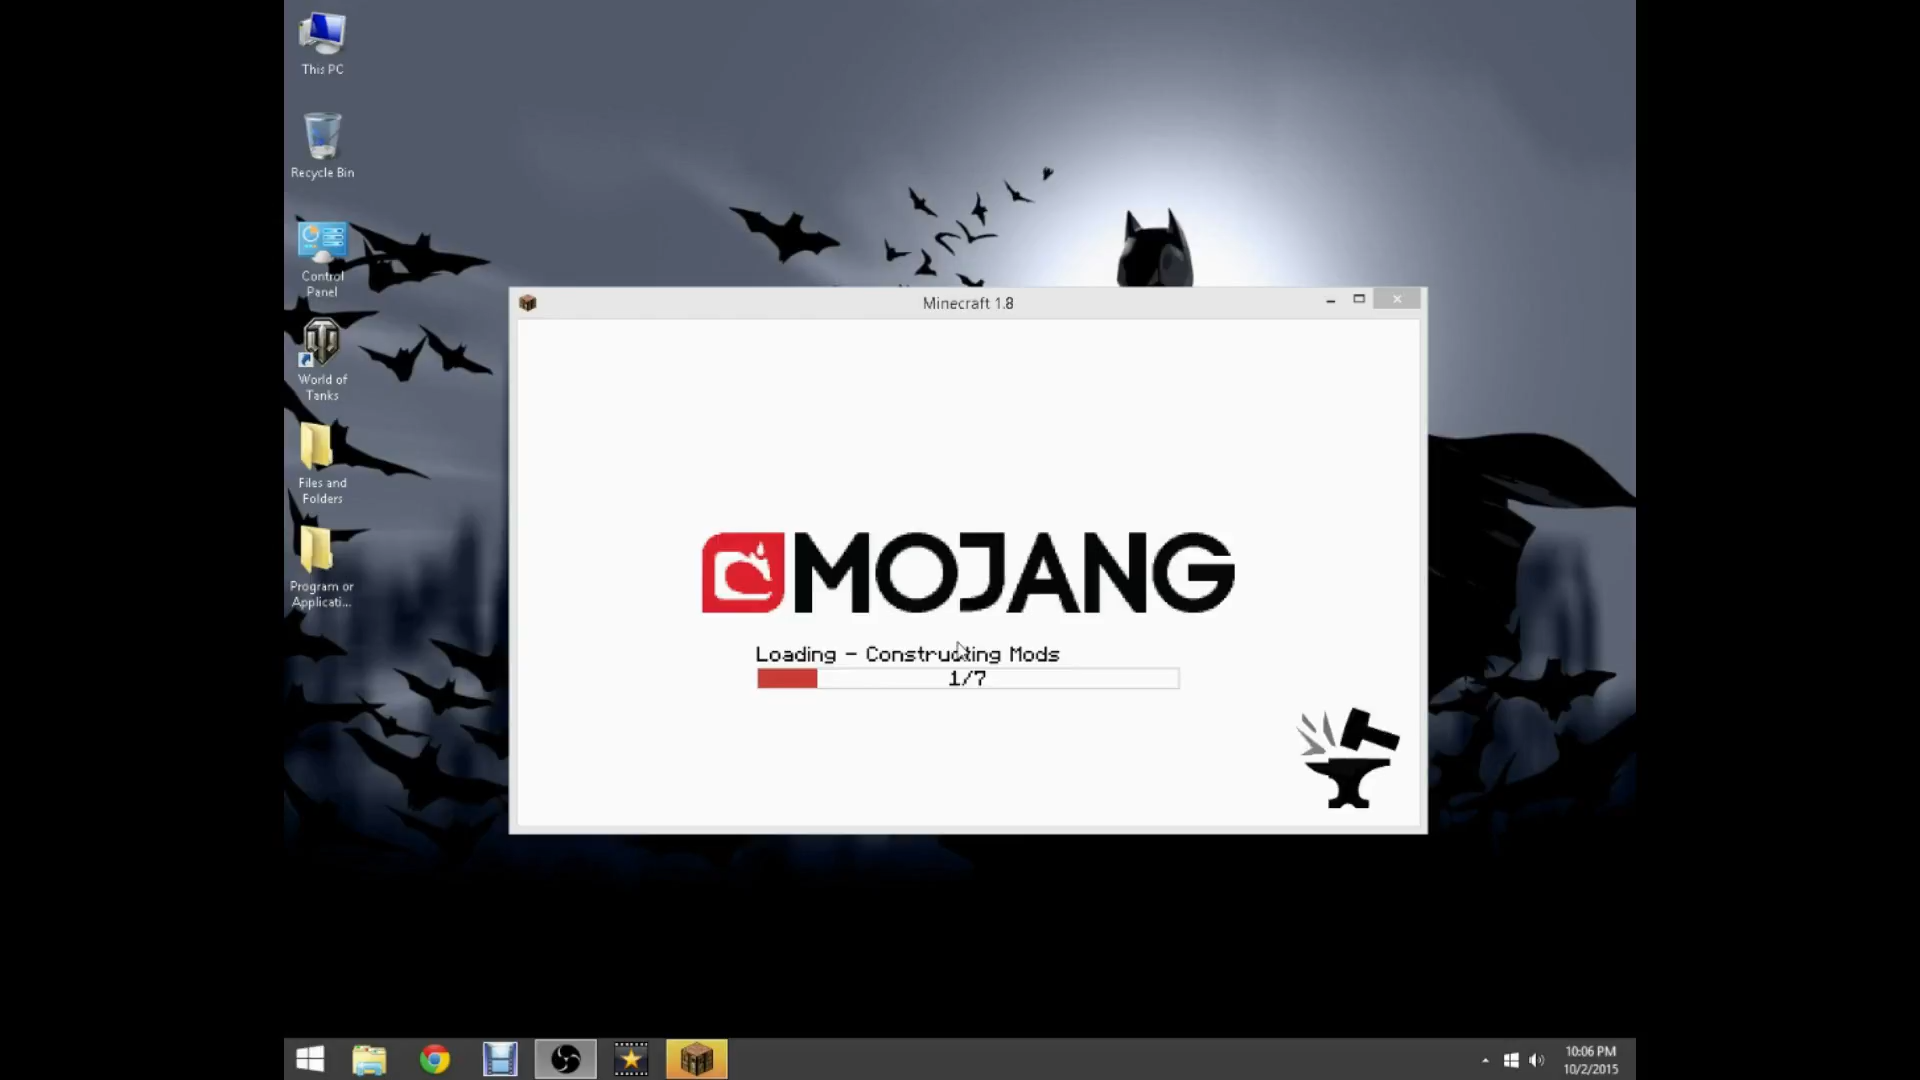 This PC
Recycle Bin
Control
Panel
World of
Tanks
Files and
Folders
Program or
Applicati...
Minecraft 1.8
MOJANG
Loading - Constructing Mods
1/7
10:06 PM
10/2/2015